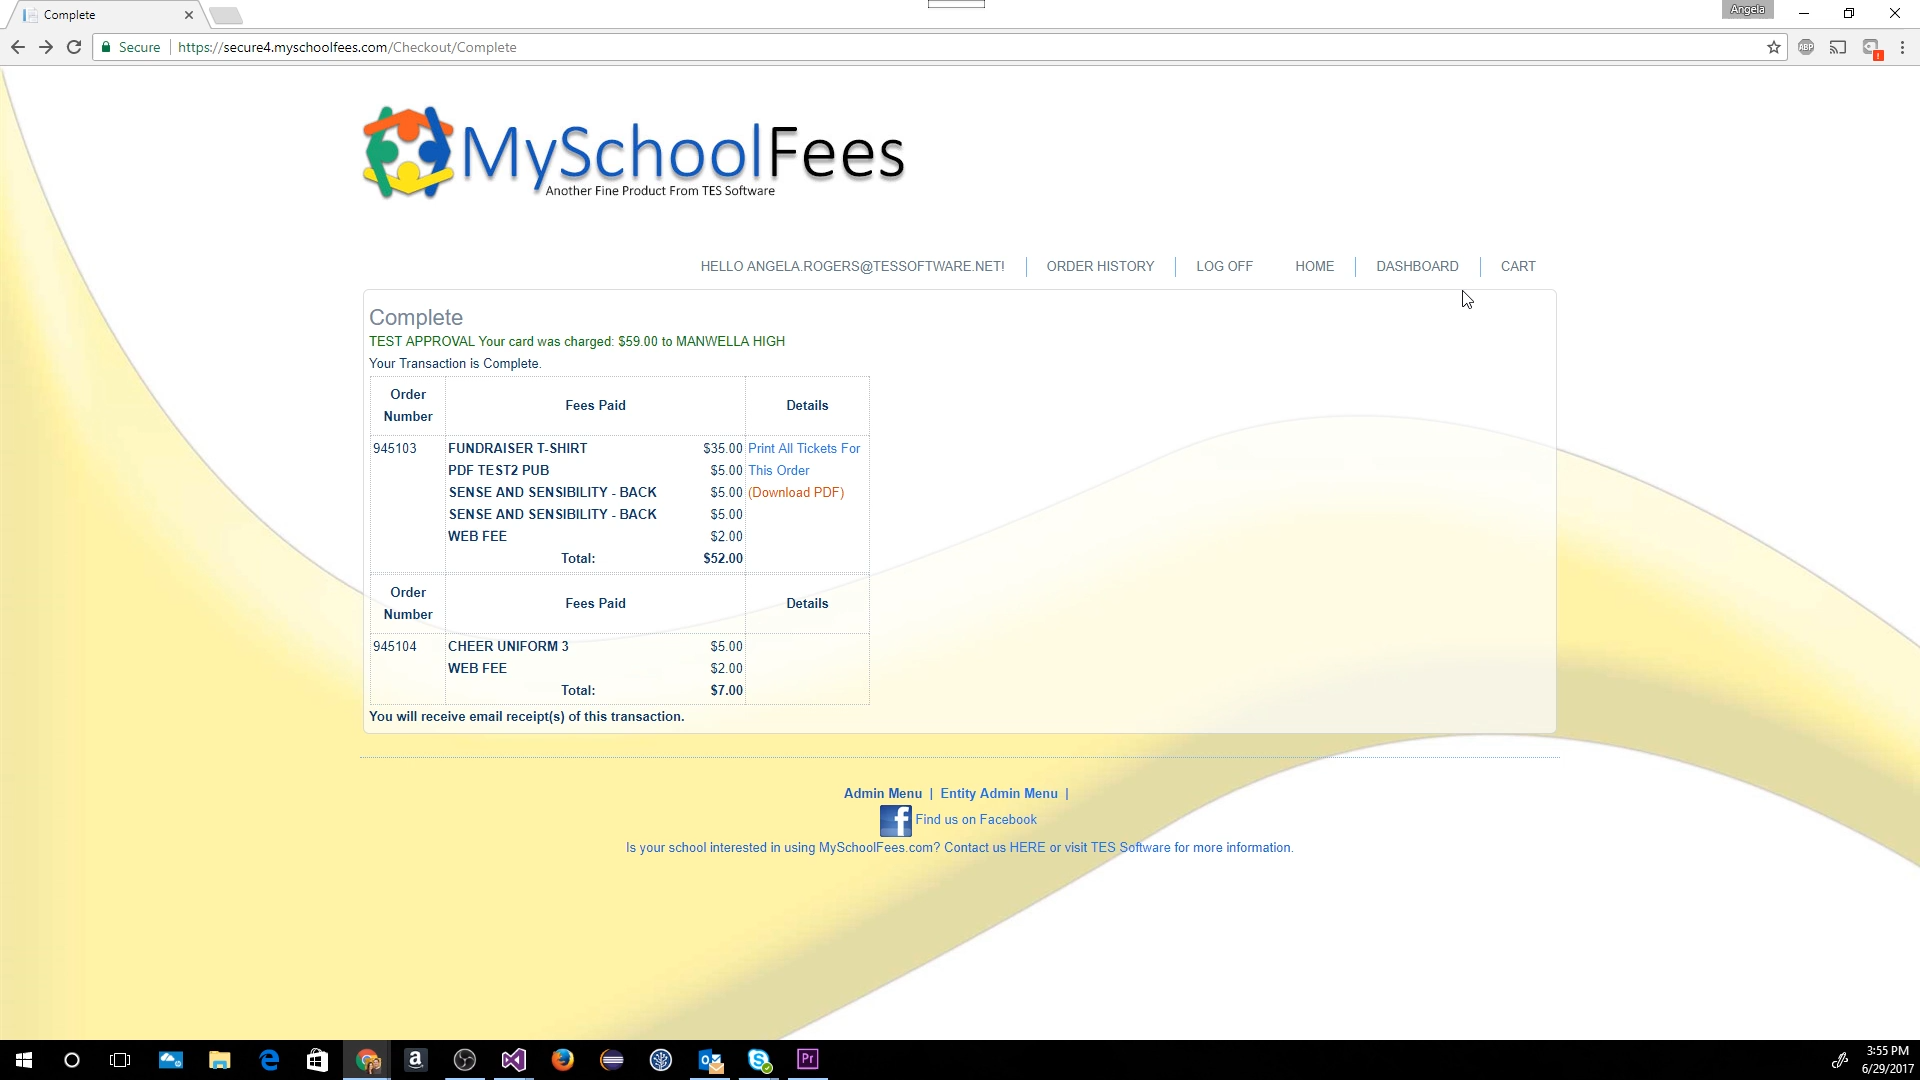 Complete
Angela
Secure https://secure4.myschoolfees.com/Checkout/Complete
ABP
MySchoolFees
Another Fine Product From TES Software
HELLO ANGELA.ROGERS@TESSOFTWARE.NET! ORDER HISTORY LOG OFF HOME DASHBOARD CART
Complete
TEST APPROVAL Your card was charged: $59.00 to MANWELLA HIGH
Your Transaction is Complete.
Order Number Fees Paid Details
945103 FUNDRAISER T-SHIRT $35.00 Print All Tickets For
PDF TEST2 PUB $5.00 This Order
SENSE AND SENSIBILITY - BACK $5.00 (Download PDF)
SENSE AND SENSIBILITY - BACK $5.00
WEB FEE $2.00
Total: $52.00
Order Number Fees Paid Details
945104 CHEER UNIFORM 3 $5.00
WEB FEE $2.00
Total: $7.00
You will receive email receipt(s) of this transaction.
Admin Menu | Entity Admin Menu |
Find us on Facebook
Is your school interested in using MySchoolFees.com? Contact us HERE or visit TES Software for more information.
3:55 PM
6/29/2017